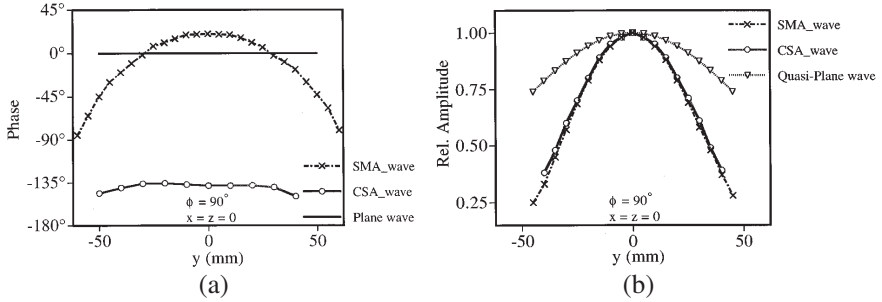 45°
0°
-45°
-90°
-135°
-180°
Phase
-50
0
50
y (mm)
SMA_wave
CSA_wave
Plane wave
ϕ = 90°
x = z = 0
(a)
1.00
0.75
0.50
0.25
Rel. Amplitude
-50
0
50
y (mm)
SMA_wave
CSA_wave
Quasi-Plane wave
ϕ = 90°
x = z = 0
(b)